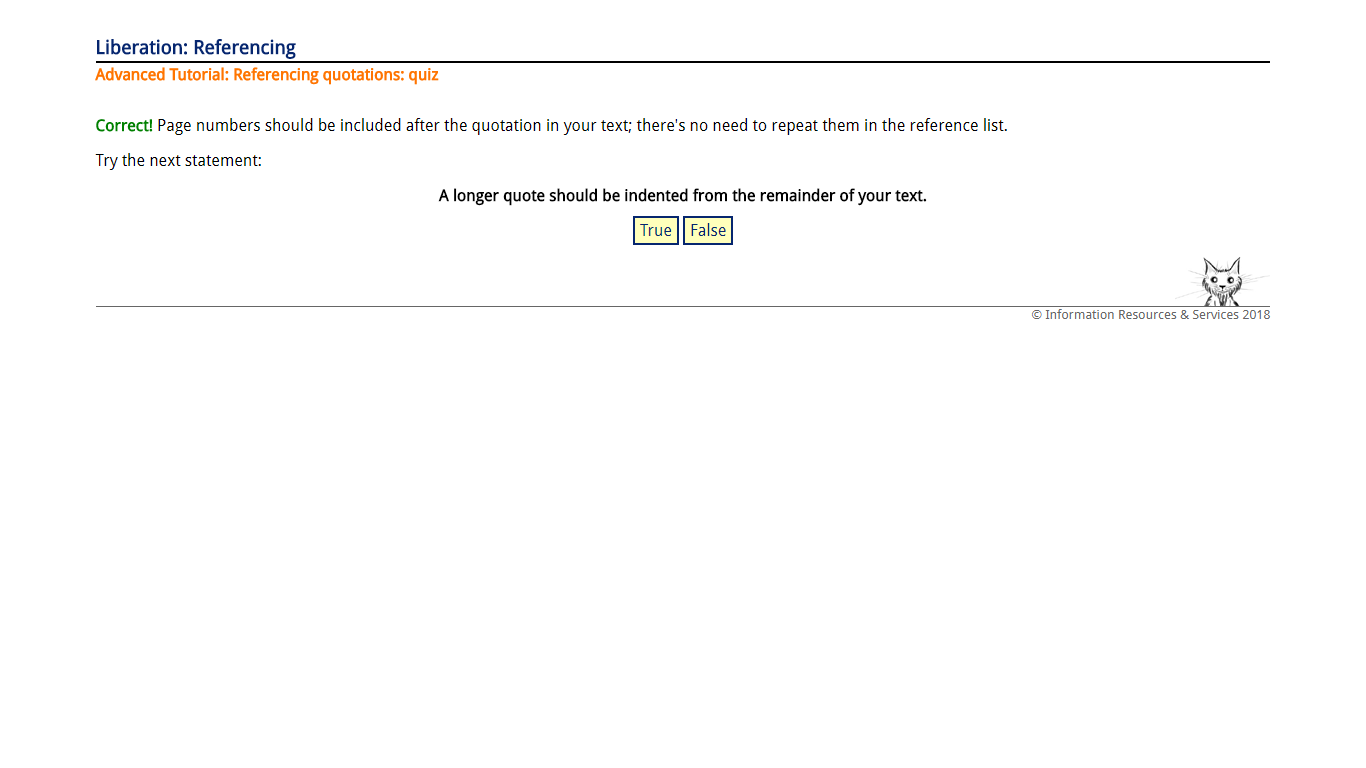 Liberation: Referencing
Advanced Tutorial: Referencing quotations: quiz
Correct! Page numbers should be included after the quotation in your text; there's no need to repeat them in the reference list.
Try the next statement:
A longer quote should be indented from the remainder of your text.
True False
© Information Resources & Services 2018